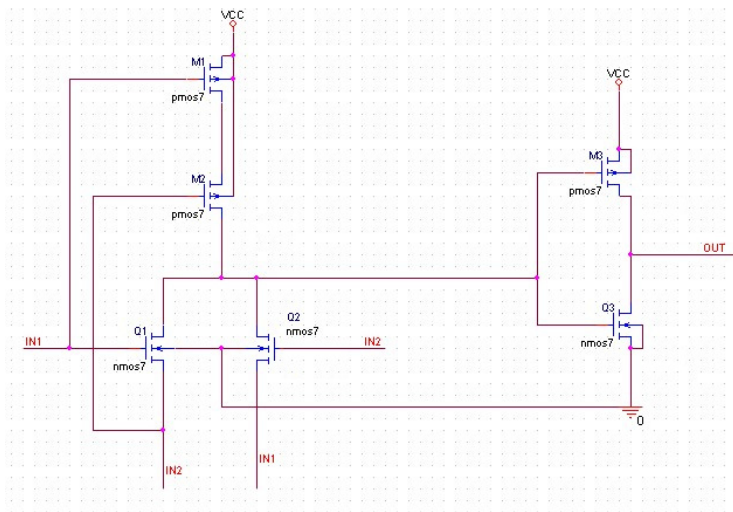 VCC
M1
pmos7
VCC
M2
pmos7
M3
pmos7
OUT
Q1
nmos7
Q2
nmos7
Q3
nmos7
IN1
IN2
0
IN2
IN1